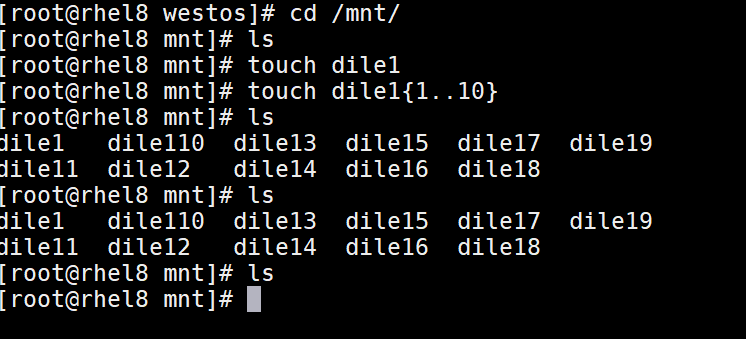 [root@rhel8 westos]# cd /mnt/
[root@rhel8 mnt]# ls
[root@rhel8 mnt]# touch dile1
[root@rhel8 mnt]# touch dile1{1..10}
[root@rhel8 mnt]# ls
dile1   dile110  dile13  dile15  dile17  dile19
dile11  dile12   dile14  dile16  dile18
[root@rhel8 mnt]# ls
dile1   dile110  dile13  dile15  dile17  dile19
dile11  dile12   dile14  dile16  dile18
[root@rhel8 mnt]# ls
[root@rhel8 mnt]#